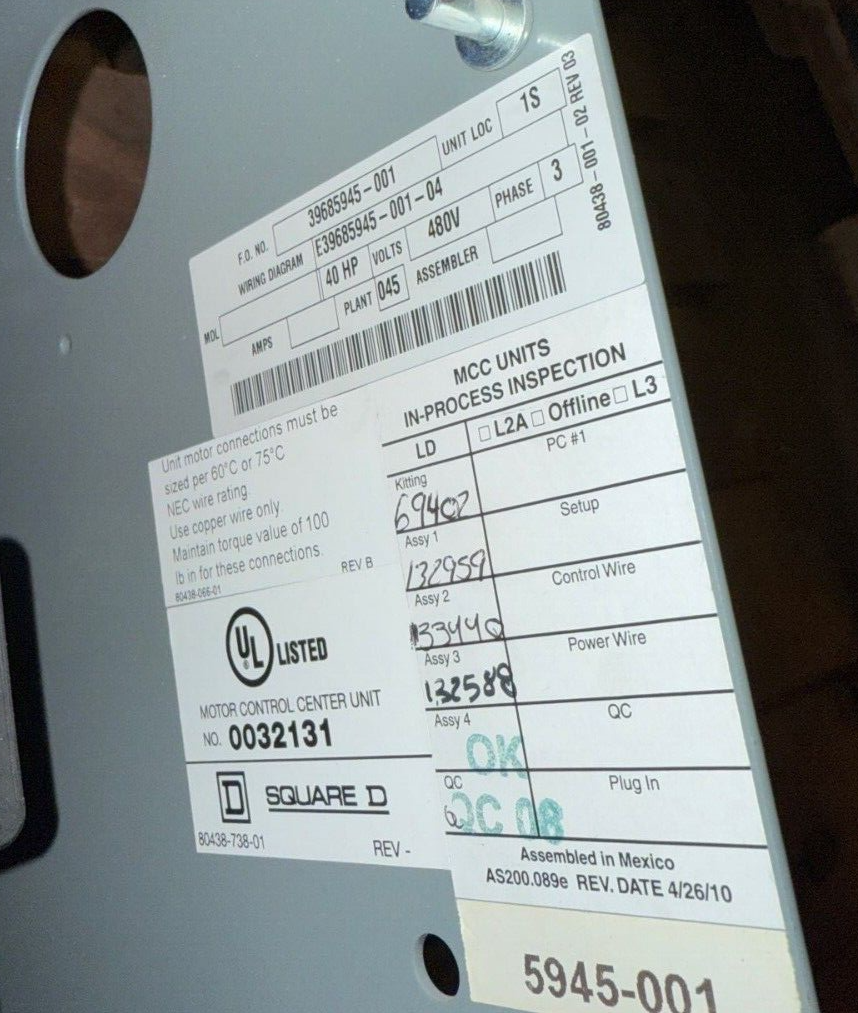 F.O. NO. 39685945-001 UNIT LOC 1S
WIRING DIAGRAM E39685945-001-04
MDL 40 HP VOLTS 480V PHASE 3
AMPS PLANT 045 ASSEMBLER
80438-001-02 REV 03
Unit motor connections must be
sized per 60°C or 75°C
NEC wire rating.
Use copper wire only.
Maintain torque value of 100
lb in for these connections.
80438-066-01 REV B
UL ® LISTED
MOTOR CONTROL CENTER UNIT
NO. 0032131
D SQUARE D
80438-738-01 REV -
MCC UNITS
IN-PROCESS INSPECTION
LD □ L2A □ Offline □ L3
Kitting PC #1
69402
Assy 1 Setup
132959
Assy 2 Control Wire
133440
Assy 3 Power Wire
132588
Assy 4 QC
OK
QC Plug In
QC 08
Assembled in Mexico
AS200.089e REV. DATE 4/26/10
5945-001